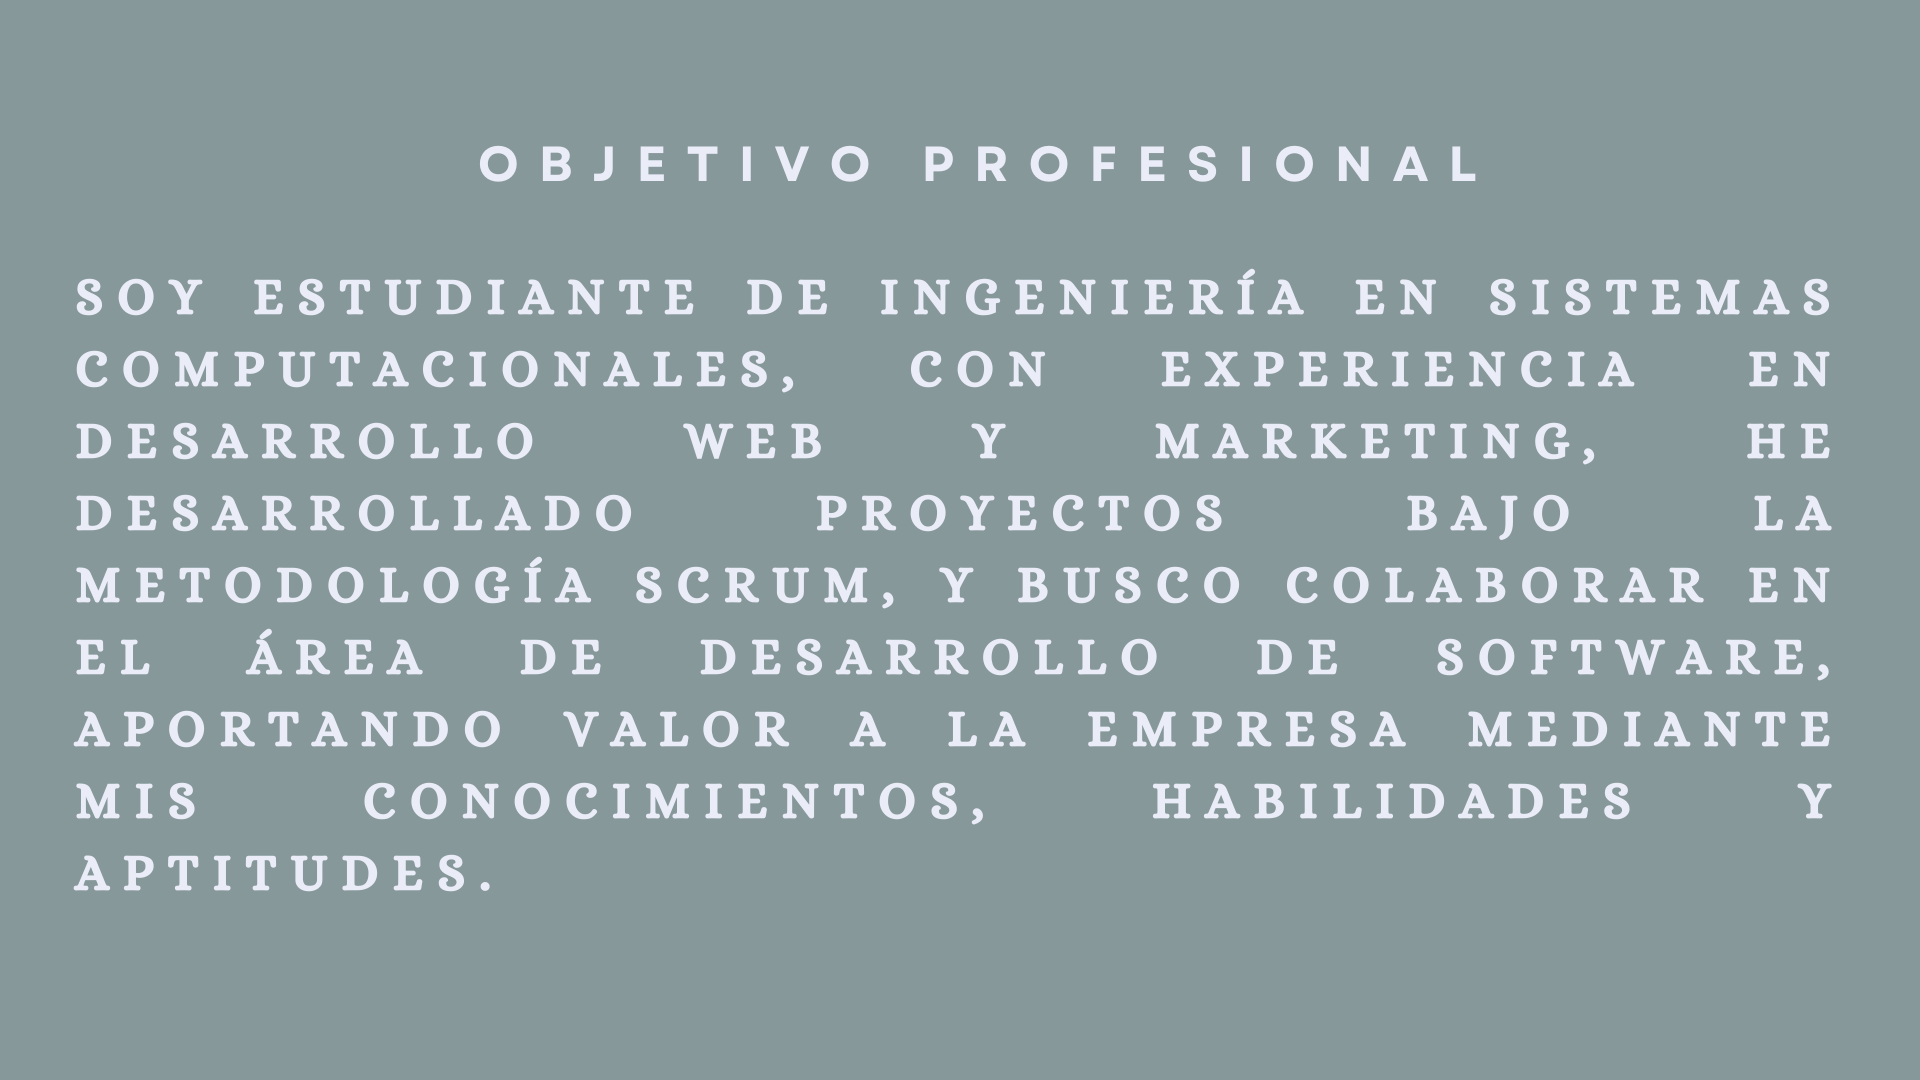 OBJETIVO PROFESIONAL
SOY ESTUDIANTE DE INGENIERÍA EN SISTEMAS
COMPUTACIONALES, CON EXPERIENCIA EN
DESARROLLO WEB Y MARKETING, HE
DESARROLLADO PROYECTOS BAJO LA
METODOLOGÍA SCRUM, Y BUSCO COLABORAR EN
EL ÁREA DE DESARROLLO DE SOFTWARE,
APORTANDO VALOR A LA EMPRESA MEDIANTE
MIS CONOCIMIENTOS, HABILIDADES Y
APTITUDES.